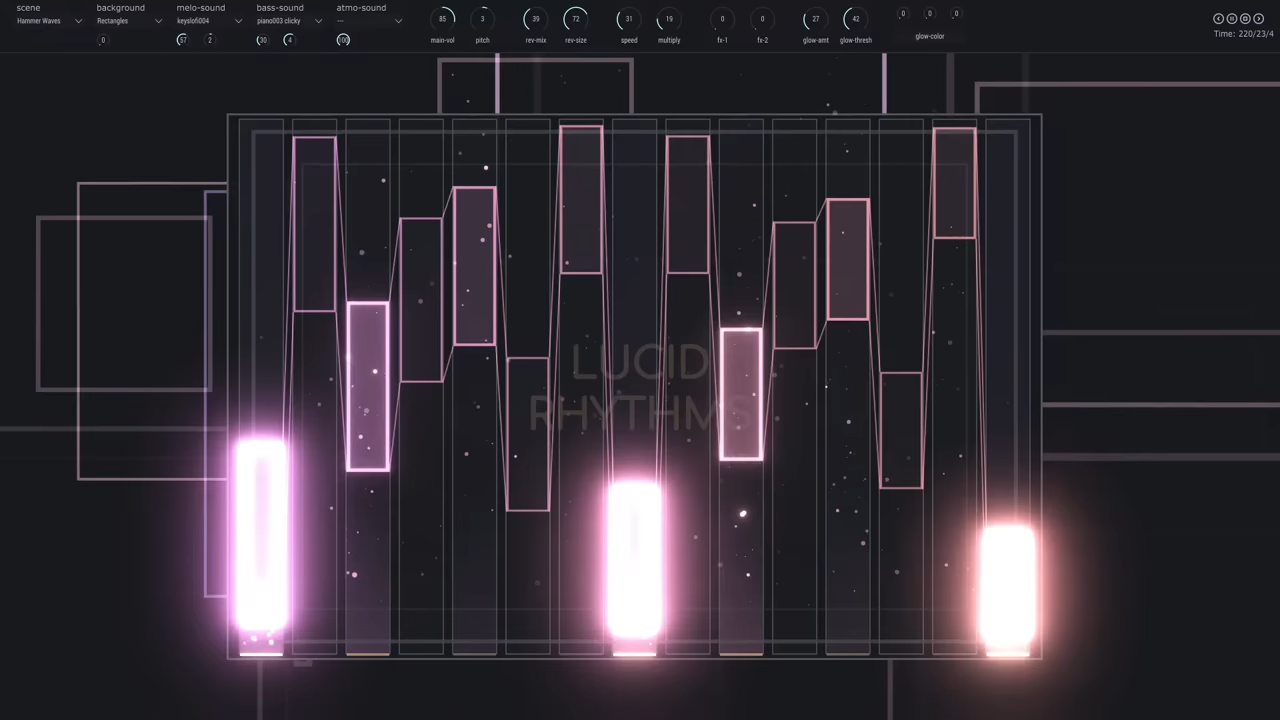 scene
background
melo-sound
bass-sound
atmo-sound
Hammer Waves
Rectangles
keyslofi004
piano003 clicky
---
0
57
2
30
4
100
85
3
39
72
31
19
0
0
27
42
0
0
0
main-vol
pitch
rev-mix
rev-size
speed
multiply
fx-1
fx-2
glow-amt
glow-thresh
glow-color
Time: 220/23/4
LUCID
RHYTHMS